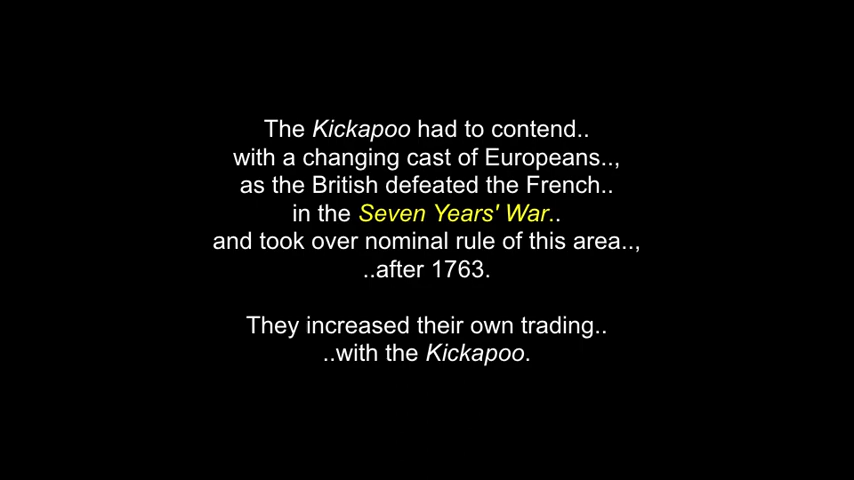 The Kickapoo had to contend..
with a changing cast of Europeans..,
as the British defeated the French..
in the Seven Years' War..
and took over nominal rule of this area..,
..after 1763.
They increased their own trading..
..with the Kickapoo.